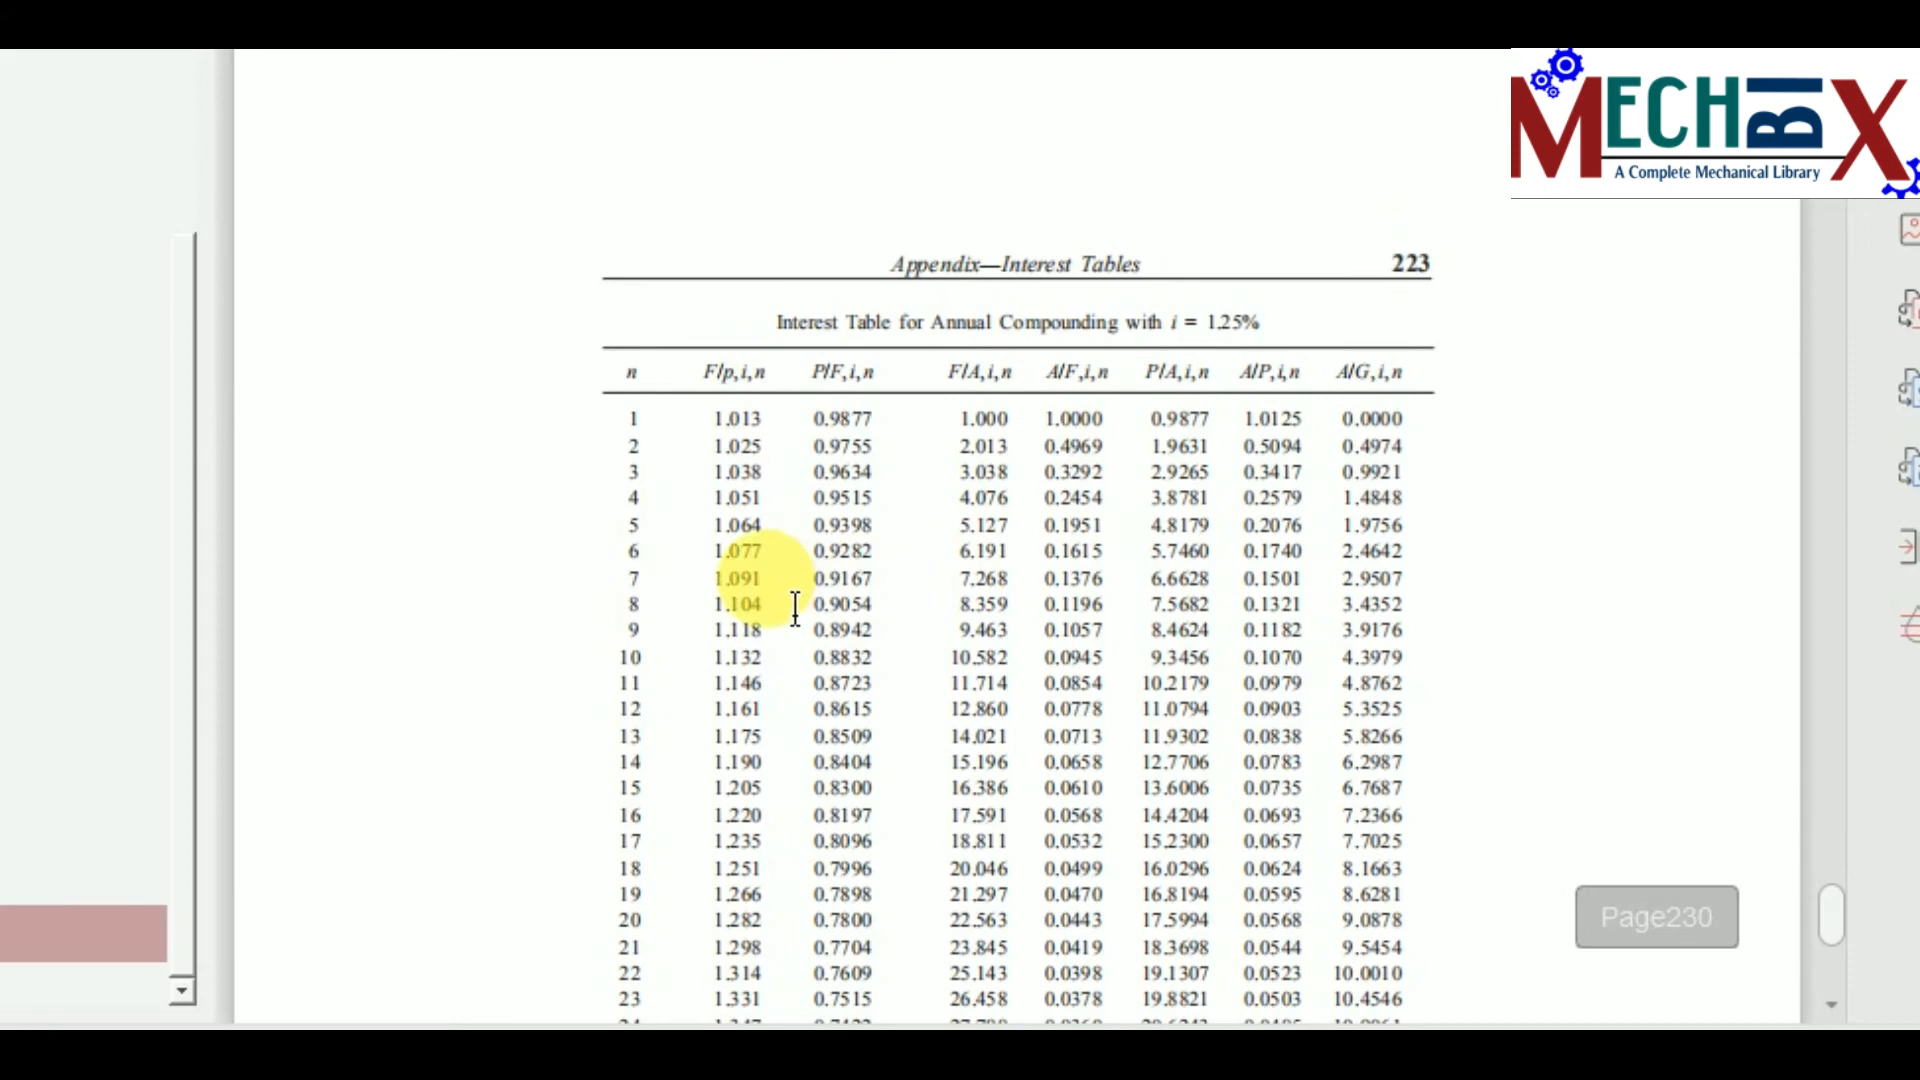 MECHBIX
A Complete Mechanical Library
Appendix—Interest Tables 223
Interest Table for Annual Compounding with i = 1.25%
n F/p,i,n P/F,i,n F/A,i,n A/F,i,n P/A,i,n A/P,i,n A/G,i,n
1 1.013 0.9877 1.000 1.0000 0.9877 1.0125 0.0000
2 1.025 0.9755 2.013 0.4969 1.9631 0.5094 0.4974
3 1.038 0.9634 3.038 0.3292 2.9265 0.3417 0.9921
4 1.051 0.9515 4.076 0.2454 3.8781 0.2579 1.4848
5 1.064 0.9398 5.127 0.1951 4.8179 0.2076 1.9756
6 1.077 0.9282 6.191 0.1615 5.7460 0.1740 2.4642
7 1.091 0.9167 7.268 0.1376 6.6628 0.1501 2.9507
8 1.104 0.9054 8.359 0.1196 7.5682 0.1321 3.4352
9 1.118 0.8942 9.463 0.1057 8.4624 0.1182 3.9176
10 1.132 0.8832 10.582 0.0945 9.3456 0.1070 4.3979
11 1.146 0.8723 11.714 0.0854 10.2179 0.0979 4.8762
12 1.161 0.8615 12.860 0.0778 11.0794 0.0903 5.3525
13 1.175 0.8509 14.021 0.0713 11.9302 0.0838 5.8266
14 1.190 0.8404 15.196 0.0658 12.7706 0.0783 6.2987
15 1.205 0.8300 16.386 0.0610 13.6006 0.0735 6.7687
16 1.220 0.8197 17.591 0.0568 14.4204 0.0693 7.2366
17 1.235 0.8096 18.811 0.0532 15.2300 0.0657 7.7025
18 1.251 0.7996 20.046 0.0499 16.0296 0.0624 8.1663
19 1.266 0.7898 21.297 0.0470 16.8194 0.0595 8.6281
20 1.282 0.7800 22.563 0.0443 17.5994 0.0568 9.0878
21 1.298 0.7704 23.845 0.0419 18.3698 0.0544 9.5454
22 1.314 0.7609 25.143 0.0398 19.1307 0.0523 10.0010
23 1.331 0.7515 26.458 0.0378 19.8821 0.0503 10.4546
Page230